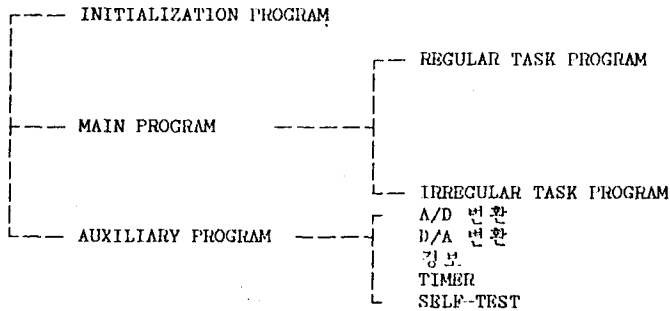 INITIALIZATION PROGRAM
REGULAR TASK PROGRAM
MAIN PROGRAM
IRREGULAR TASK PROGRAM
A/D 변환
AUXILIARY PROGRAM
D/A 변환
경보
TIMER
SELF-TEST